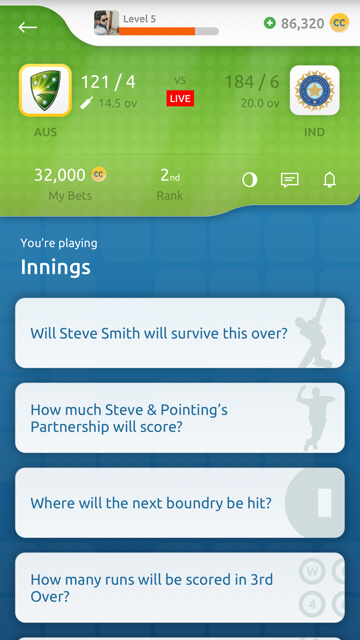 Level 5
86,320 CC
121 / 4
VS
184 / 6
14.5 ov
LIVE
20.0 ov
AUS
IND
32,000 CC
2nd
My Bets
Rank
You're playing
Innings
Will Steve Smith will survive this over?
How much Steve & Pointing's
Partnership will score?
Where will the next boundry be hit?
How many runs will be scored in 3rd
Over?
W
4